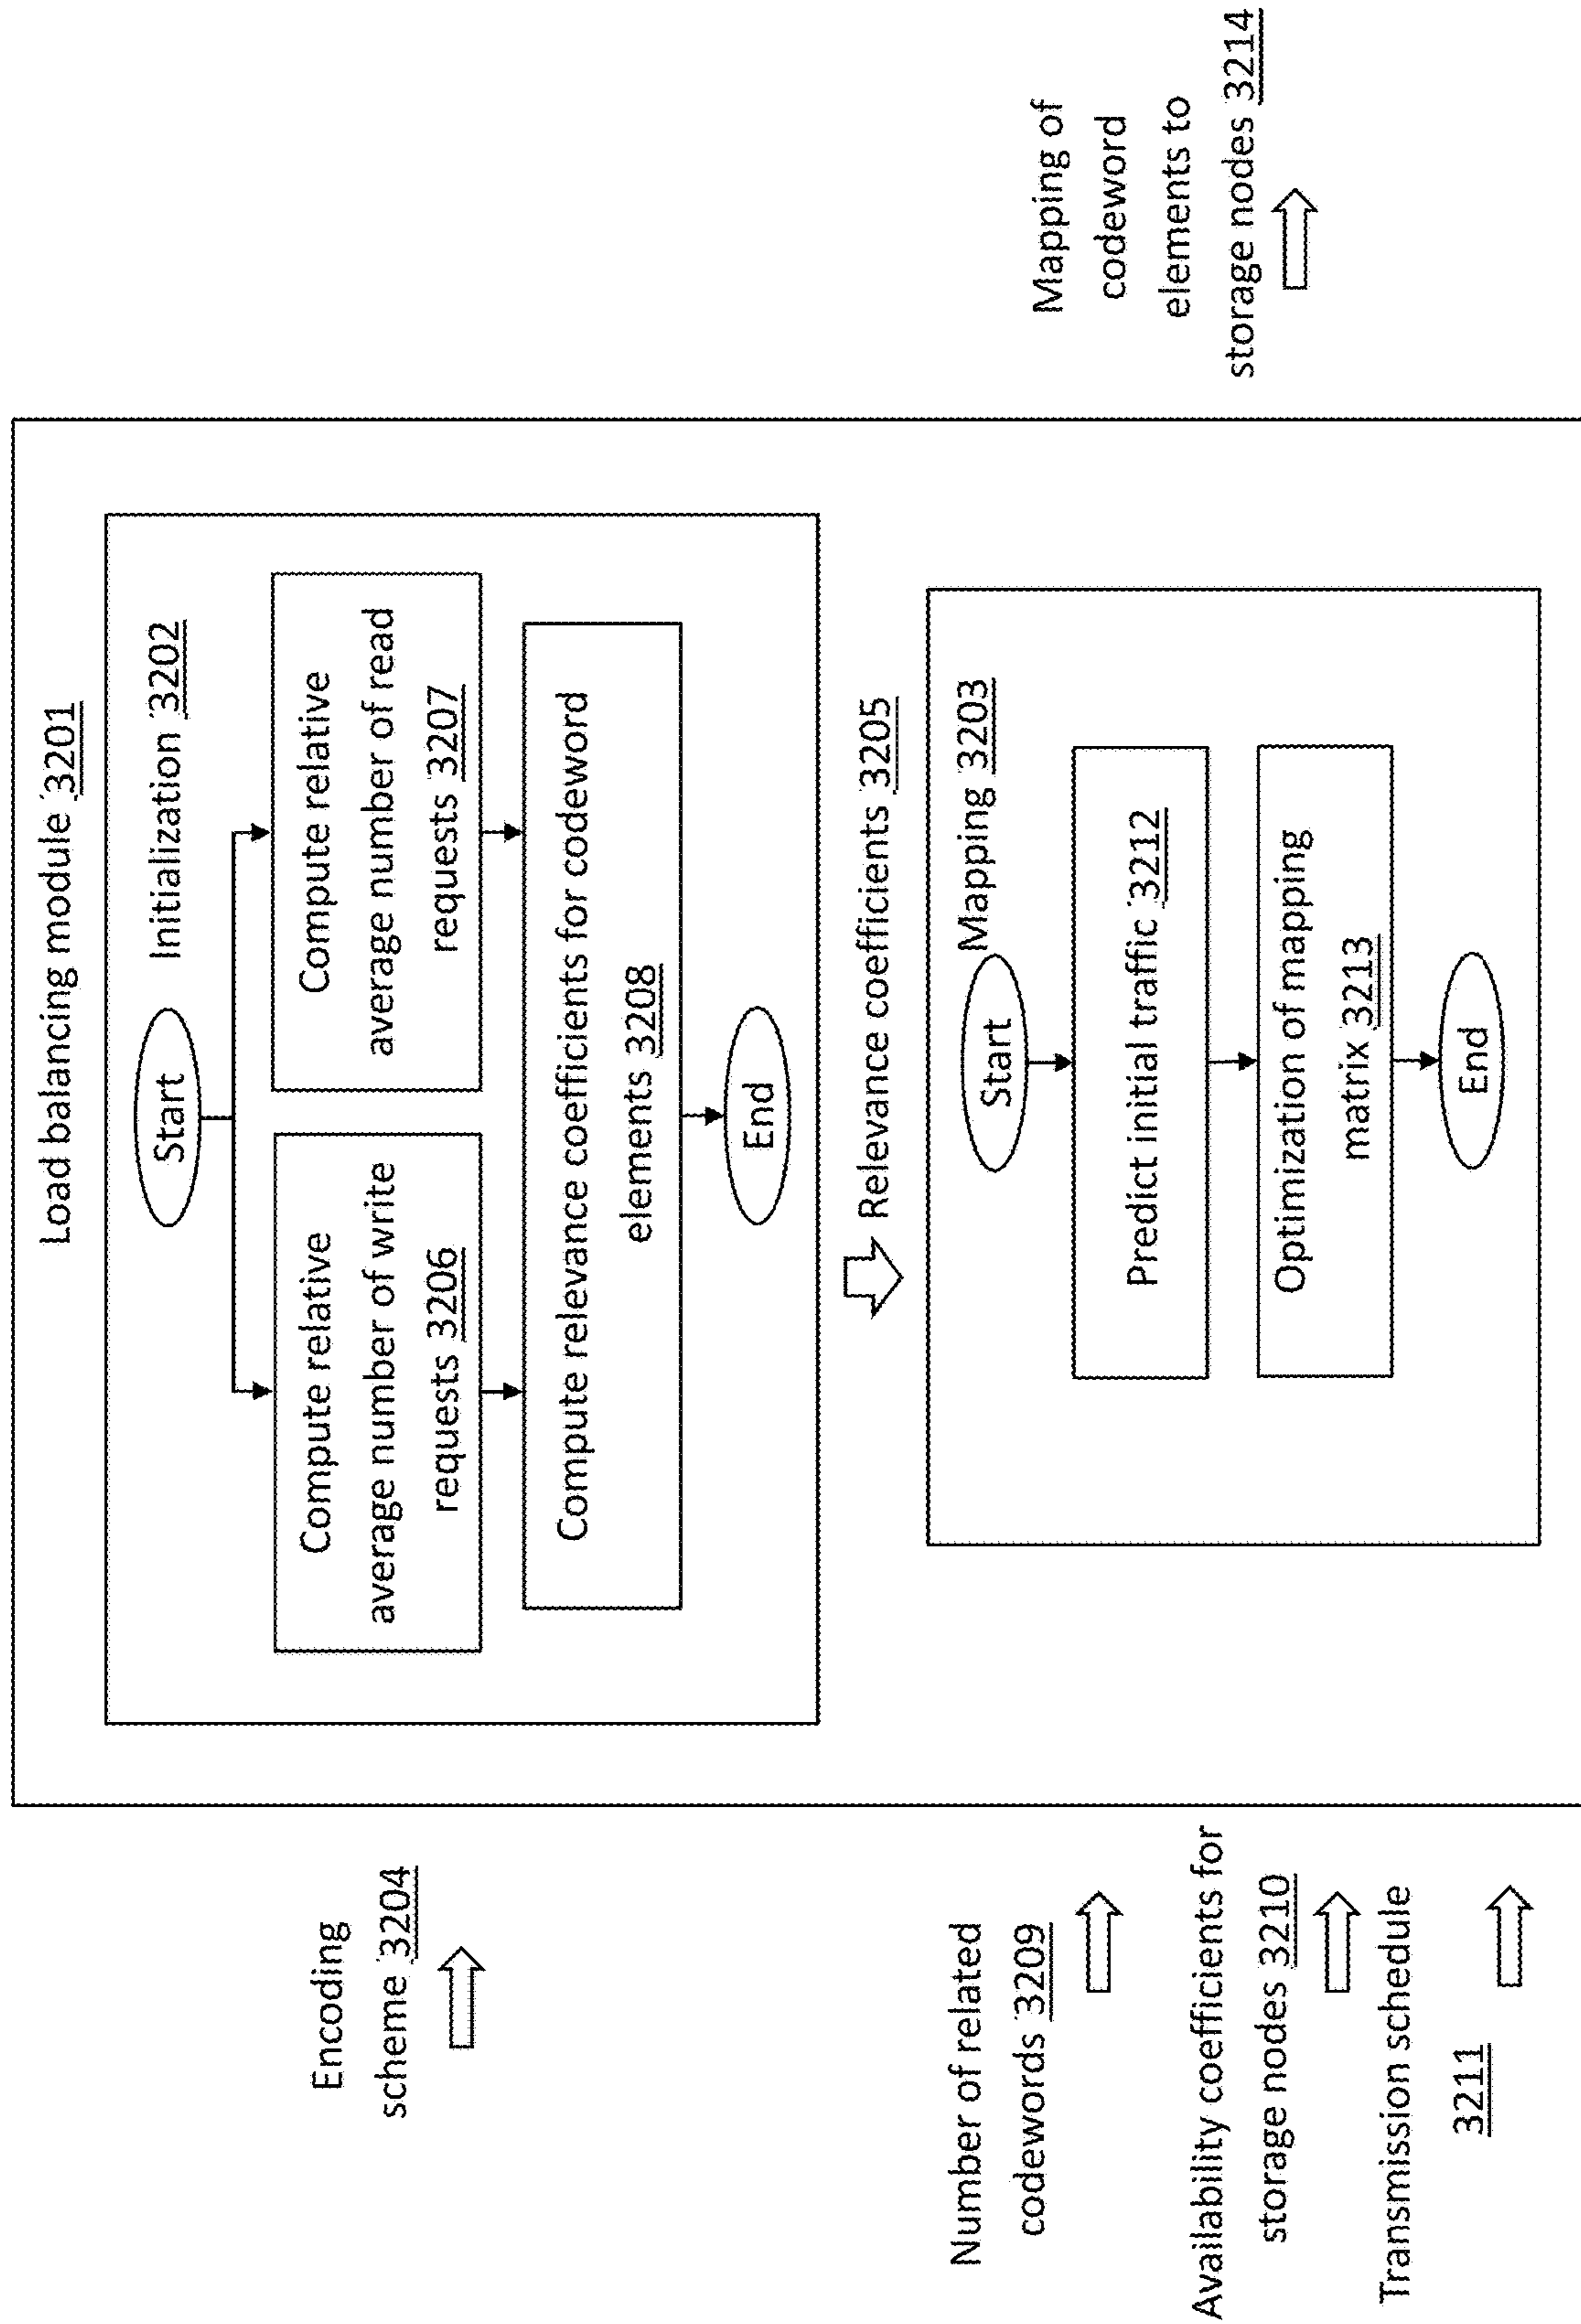 Load balancing module 3201
Initialization 3202
Start
Compute relative
average number of write
requests 3206
Compute relative
average number of read
requests 3207
Compute relevance coefficients for codeword
elements 3208
End
Encoding
scheme 3204
Relevance coefficients 3205
Mapping 3203
Start
Predict initial traffic 3212
Optimization of mapping
matrix 3213
End
Number of related
codewords 3209
Availability coefficients for
storage nodes 3210
Transmission schedule
3211
Mapping of
codeword
elements to
storage nodes 3214